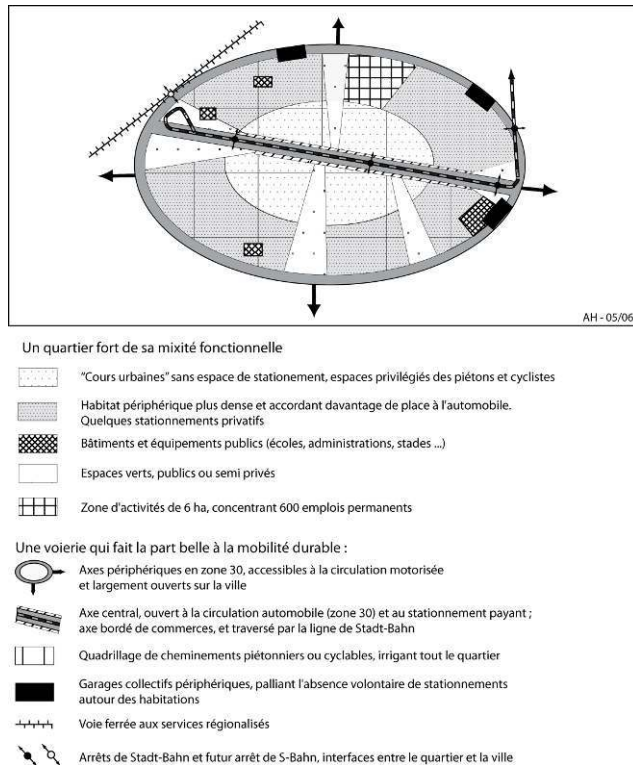 AH - 05/06
Un quartier fort de sa mixité fonctionnelle
"Cours urbaines" sans espace de stationement, espaces privilégiés des piétons et cyclistes
Habitat périphérique plus dense et accordant davantage de place à l'automobile.
Quelques stationnements privatifs
Bâtiments et équipements publics (écoles, administrations, stades ...)
Espaces verts, publics ou semi privés
Zone d'activités de 6 ha, concentrant 600 emplois permanents
Une voierie qui fait la part belle à la mobilité durable :
Axes périphériques en zone 30, accessibles à la circulation motorisée
et largement ouverts sur la ville
Axe central, ouvert à la circulation automobile (zone 30) et au stationnement payant ;
axe bordé de commerces, et traversé par la ligne de Stadt-Bahn
Quadrillage de cheminements piétonniers ou cyclables, irrigant tout le quartier
Garages collectifs périphériques, palliant l'absence volontaire de stationnements
autour des habitations
Voie ferrée aux services régionalisés
Arrêts de Stadt-Bahn et futur arrêt de S-Bahn, interfaces entre le quartier et la ville